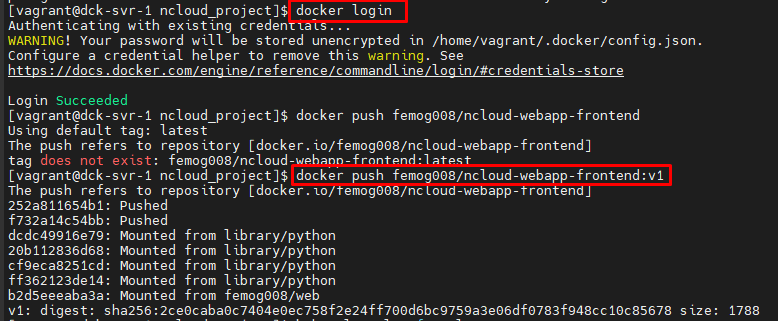 [vagrant@dck-svr-1 ncloud_project]$ docker login
Authenticating with existing credentials...
WARNING! Your password will be stored unencrypted in /home/vagrant/.docker/config.json.
Configure a credential helper to remove this warning. See
https://docs.docker.com/engine/reference/commandline/login/#credentials-store
Login Succeeded
[vagrant@dck-svr-1 ncloud_project]$ docker push femog008/ncloud-webapp-frontend
Using default tag: latest
The push refers to repository [docker.io/femog008/ncloud-webapp-frontend]
tag does not exist: femog008/ncloud-webapp-frontend:latest
[vagrant@dck-svr-1 ncloud_project]$ docker push femog008/ncloud-webapp-frontend:v1
The push refers to repository [docker.io/femog008/ncloud-webapp-frontend]
252a811654b1: Pushed
f732a14c54bb: Pushed
dcdc49916e79: Mounted from library/python
20b112836d68: Mounted from library/python
cf9eca8251cd: Mounted from library/python
ff362123de14: Mounted from library/python
b2d5eeeaba3a: Mounted from femog008/web
v1: digest: sha256:2ce0caba0c7404e0ec758f2e24ff700d6bc9759a3e06df0783f948cc10c85678 size: 1788